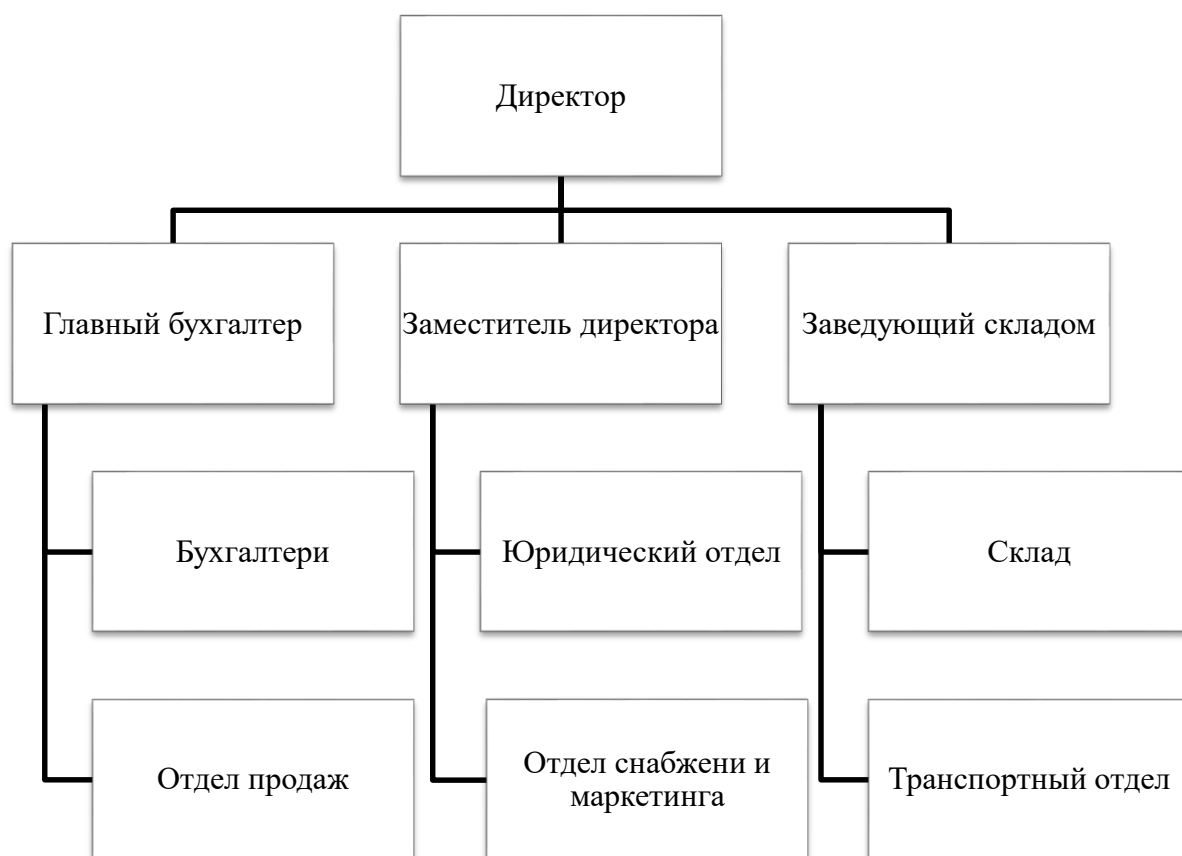 Директор
Главный бухгалтер
Заместитель директора
Заведующий складом
Бухгалтери
Юридический отдел
Склад
Отдел продаж
Отдел снабжени и
маркетинга
Транспортный отдел